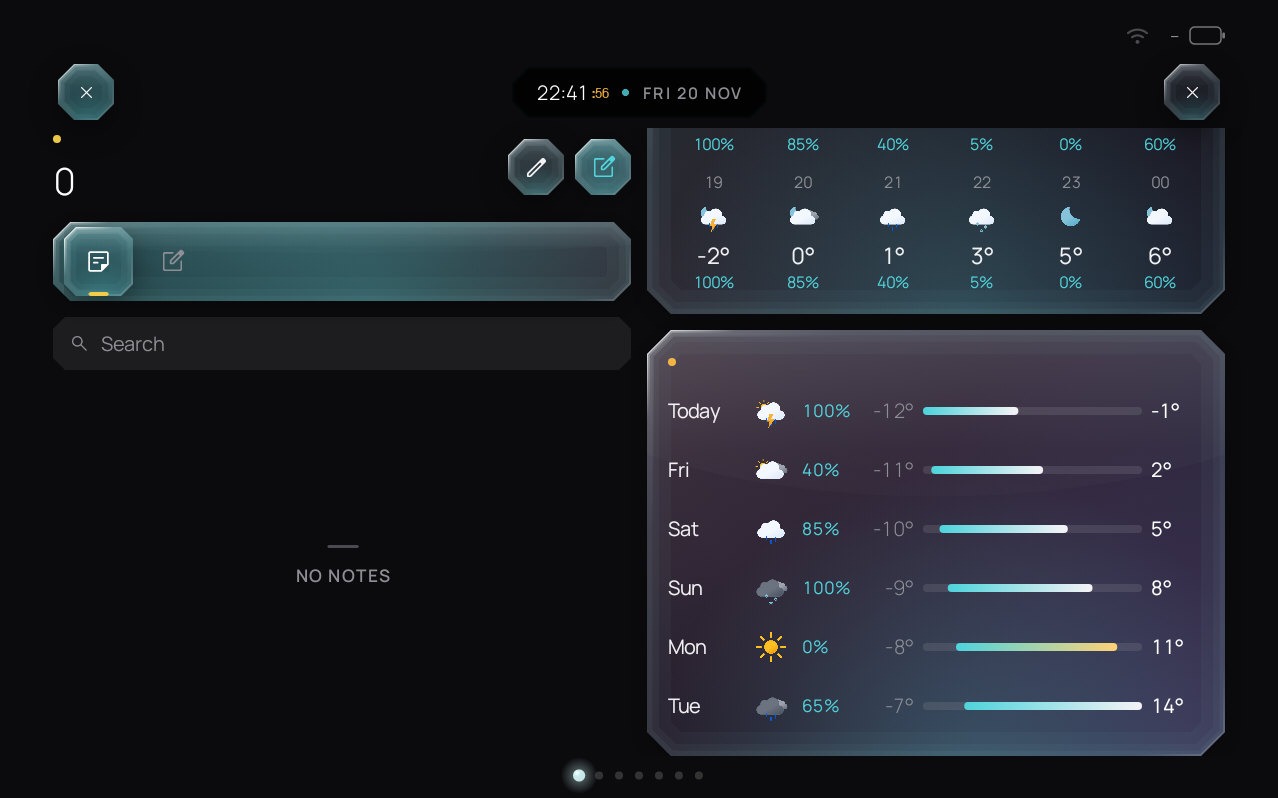 –
22:41 :56 FRI 20 NOV
0
Search
NO NOTES
100% 85% 40% 5% 0% 60%
19 20 21 22 23 00
-2° 0° 1° 3° 5° 6°
100% 85% 40% 5% 0% 60%
Today 100% -12° -1°
Fri 40% -11° 2°
Sat 85% -10° 5°
Sun 100% -9° 8°
Mon 0% -8° 11°
Tue 65% -7° 14°